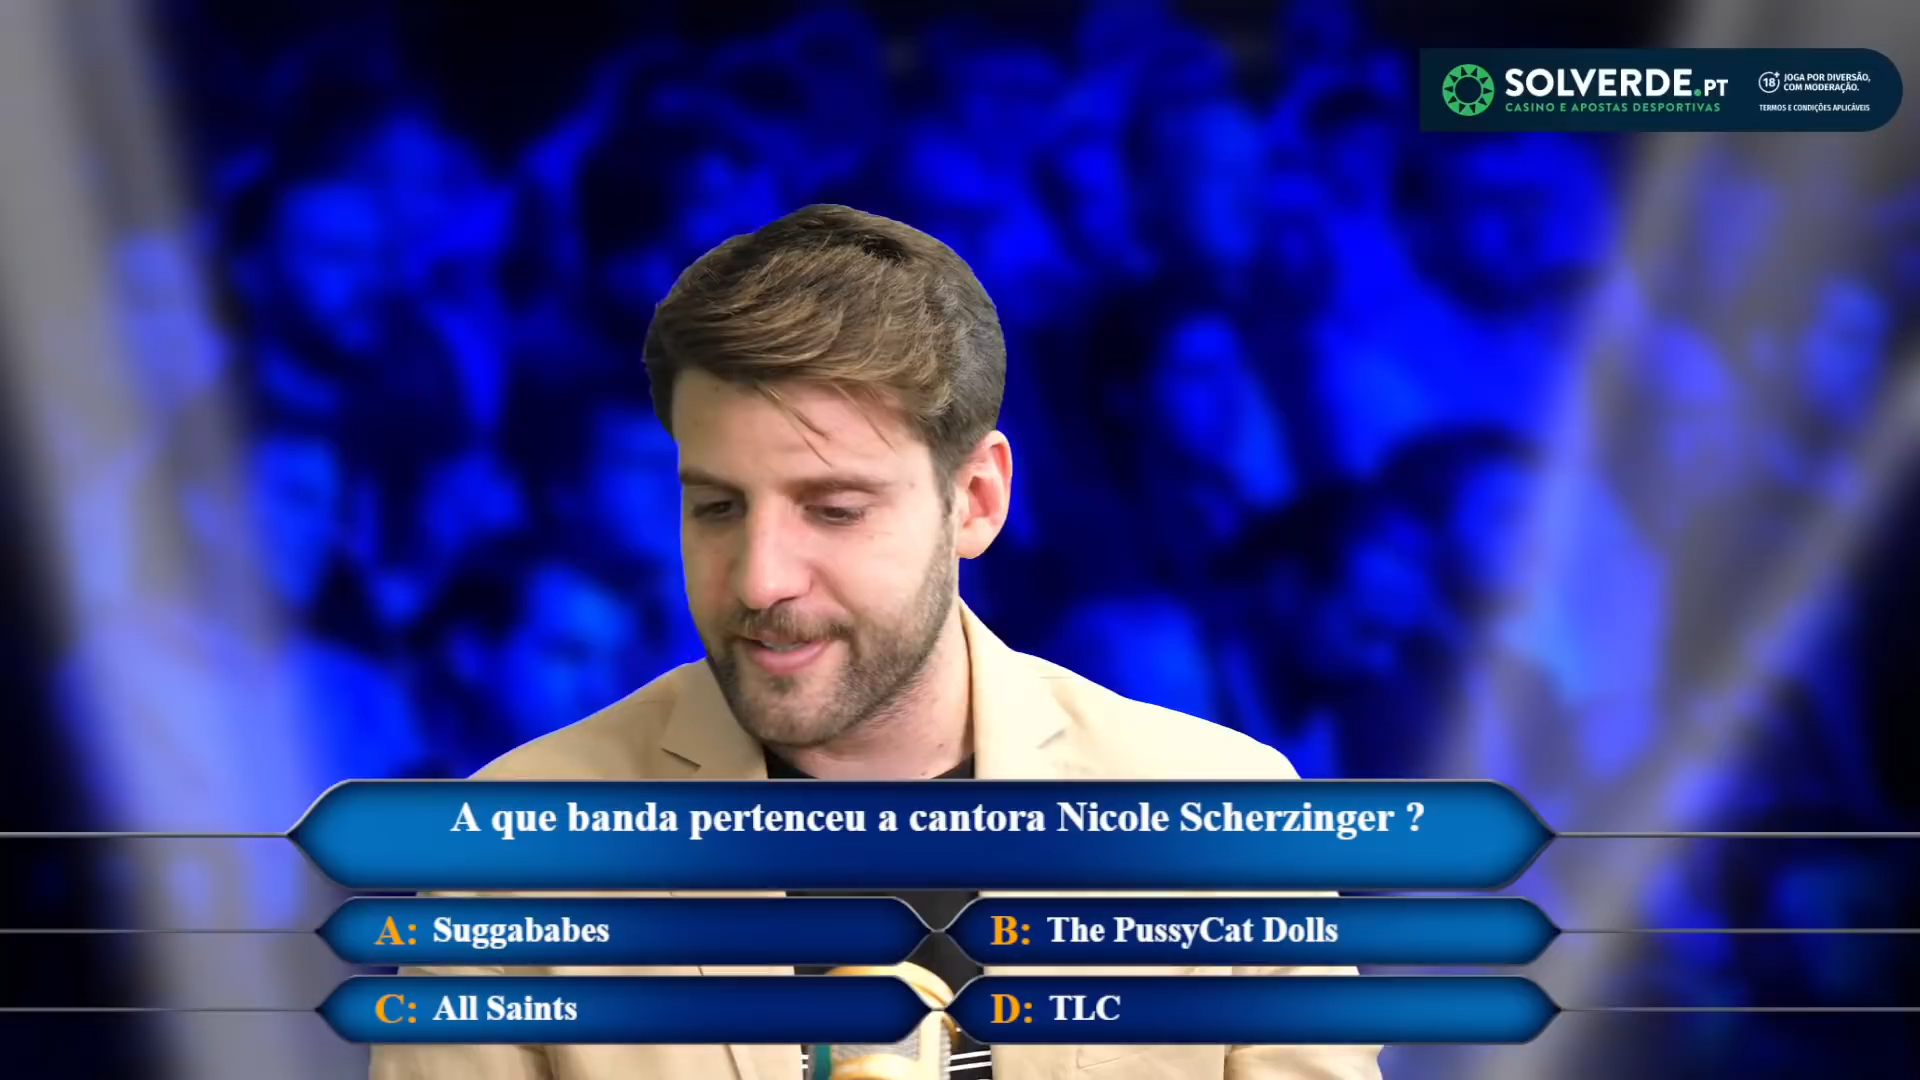 SOLVERDE.PT
CASINO E APOSTAS DESPORTIVAS
18+ JOGA POR DIVERSÃO,
COM MODERAÇÃO.
TERMOS E CONDIÇÕES APLICÁVEIS
A que banda pertenceu a cantora Nicole Scherzinger ?
A: Suggababes
B: The PussyCat Dolls
C: All Saints
D: TLC